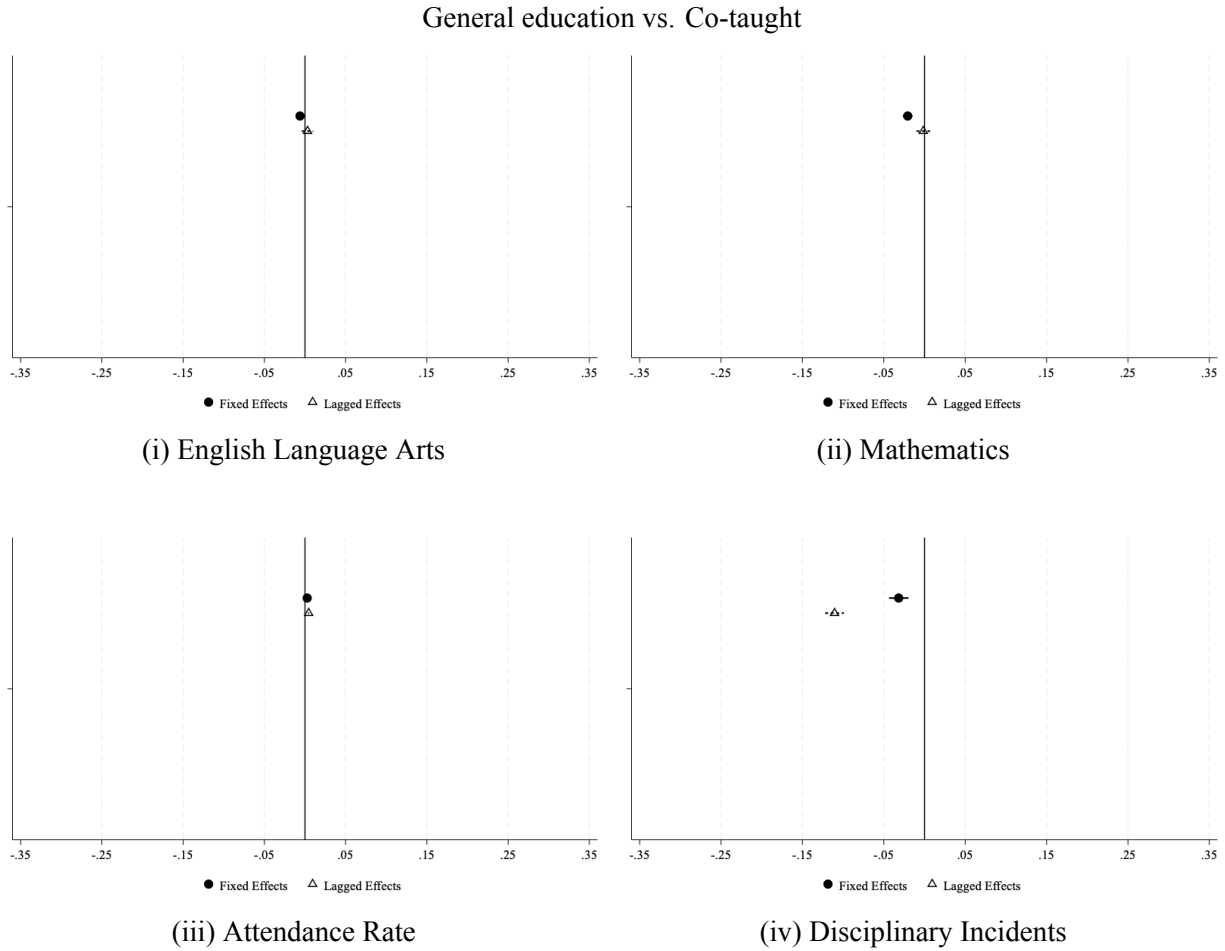 General education vs. Co-taught
-.35 -.25 -.15 -.05 .05 .15 .25 .35
Fixed Effects Lagged Effects
(i) English Language Arts
-.35 -.25 -.15 -.05 .05 .15 .25 .35
Fixed Effects Lagged Effects
(ii) Mathematics
-.35 -.25 -.15 -.05 .05 .15 .25 .35
Fixed Effects Lagged Effects
(iii) Attendance Rate
-.35 -.25 -.15 -.05 .05 .15 .25 .35
Fixed Effects Lagged Effects
(iv) Disciplinary Incidents